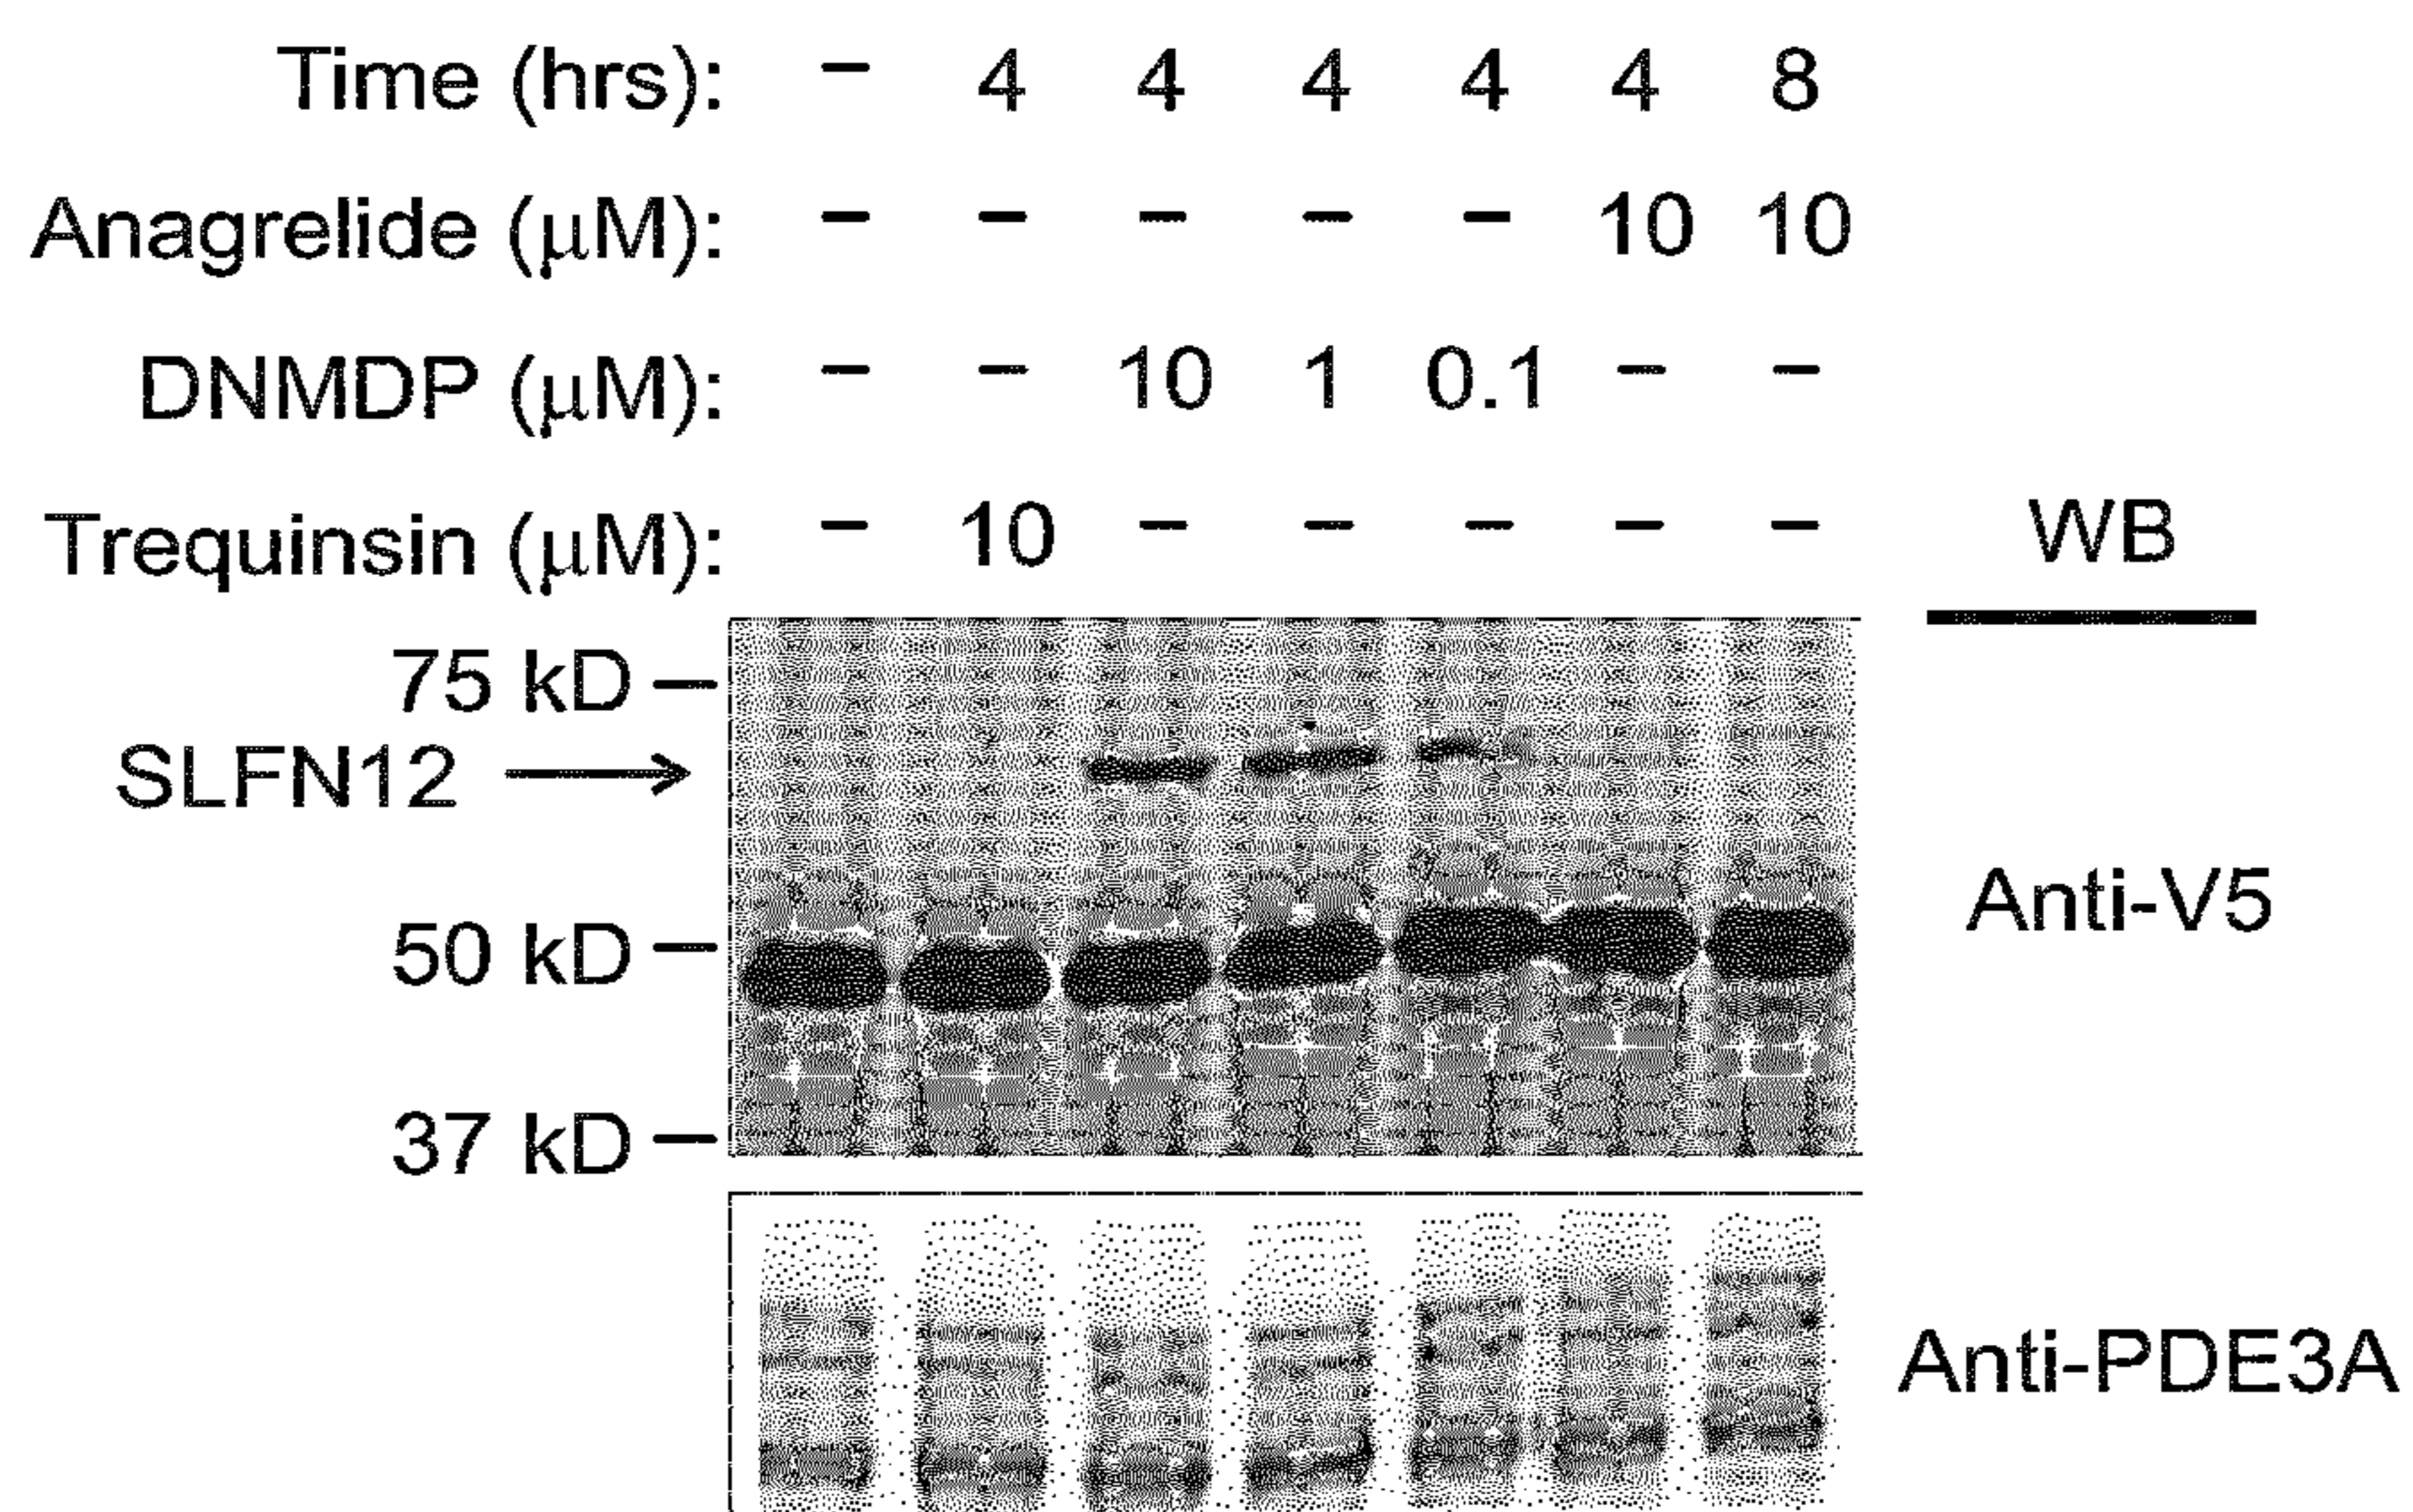 Time (hrs): – 4 4 4 4 4 8
Anagrelide (μM): – – – – – 10 10
DNMDP (μM): – – 10 1 0.1 – –
Trequinsin (μM): – 10 – – – – –
WB
75 kD
SLFN12
50 kD
37 kD
Anti-V5
Anti-PDE3A